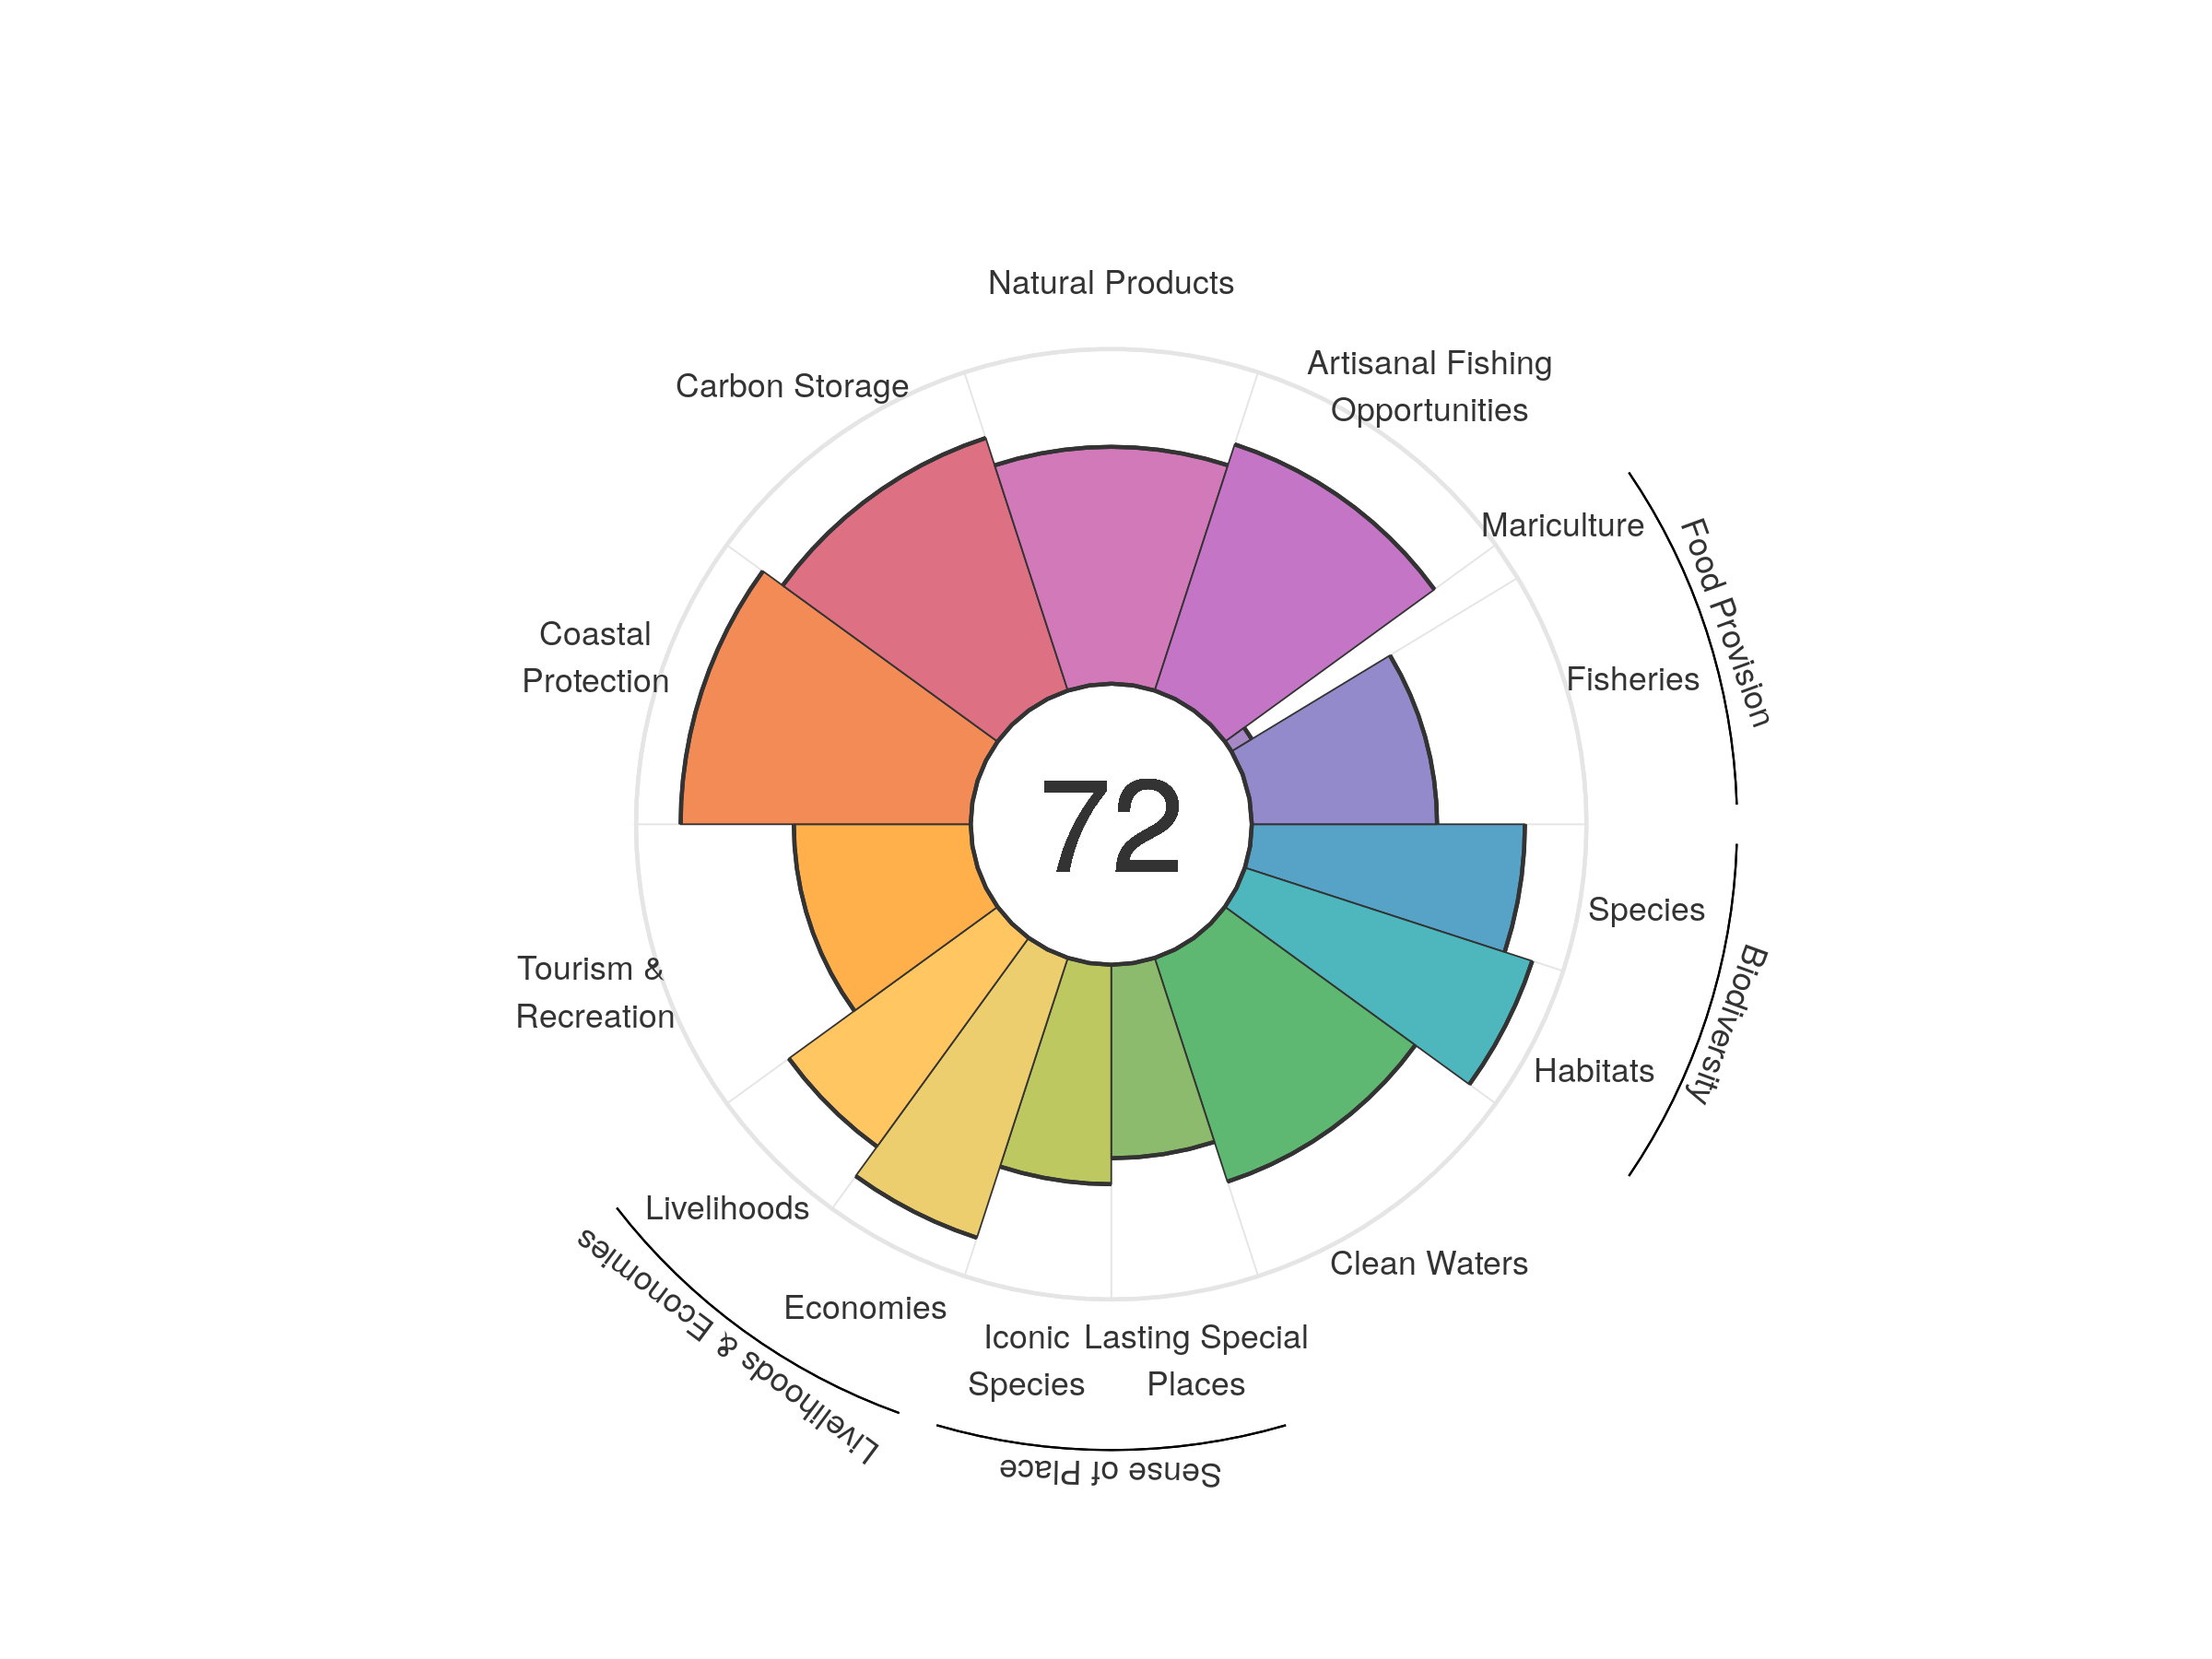 Natural Products
Artisanal Fishing
Opportunities
Carbon Storage
Mariculture
Food Provision
Coastal
Protection
Fisheries
72
Species
Tourism &
Recreation
Biodiversity
Habitats
Livelihoods
Clean Waters
Economies
Livelihoods & Economies
Iconic
Species
Lasting Special
Places
Sense of Place